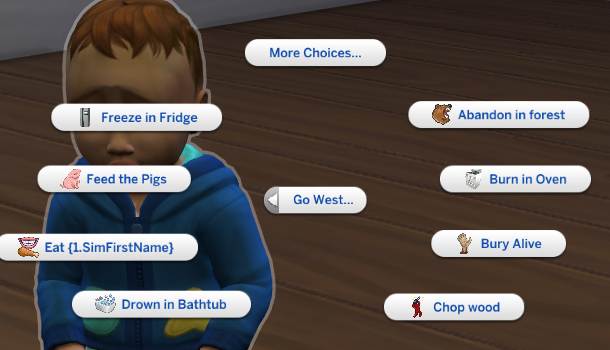 More Choices...
Freeze in Fridge
Abandon in forest
Feed the Pigs
Burn in Oven
Go West...
Eat {1.SimFirstName}
Bury Alive
Drown in Bathtub
Chop wood